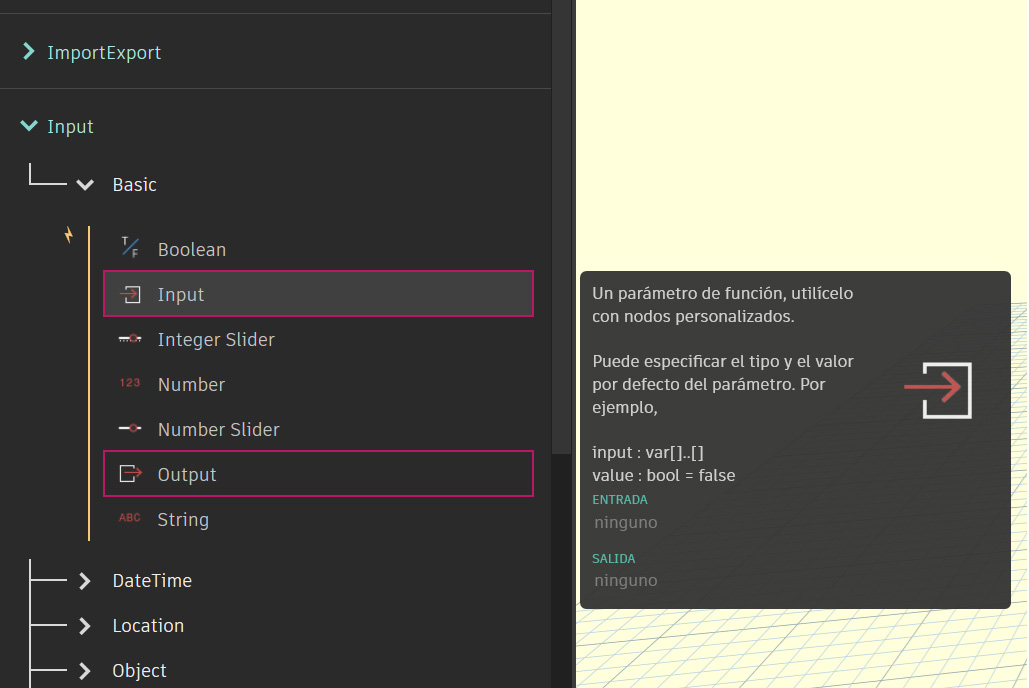 ImportExport
Input
Basic
T
F
Boolean
Input
Integer Slider
123
Number
Number Slider
Output
ABC
String
DateTime
Location
Object
Un parámetro de función, utilícelo
con nodos personalizados.
Puede especificar el tipo y el valor
por defecto del parámetro. Por
ejemplo,
input : var[]..[]
value : bool = false
ENTRADA
ninguno
SALIDA
ninguno